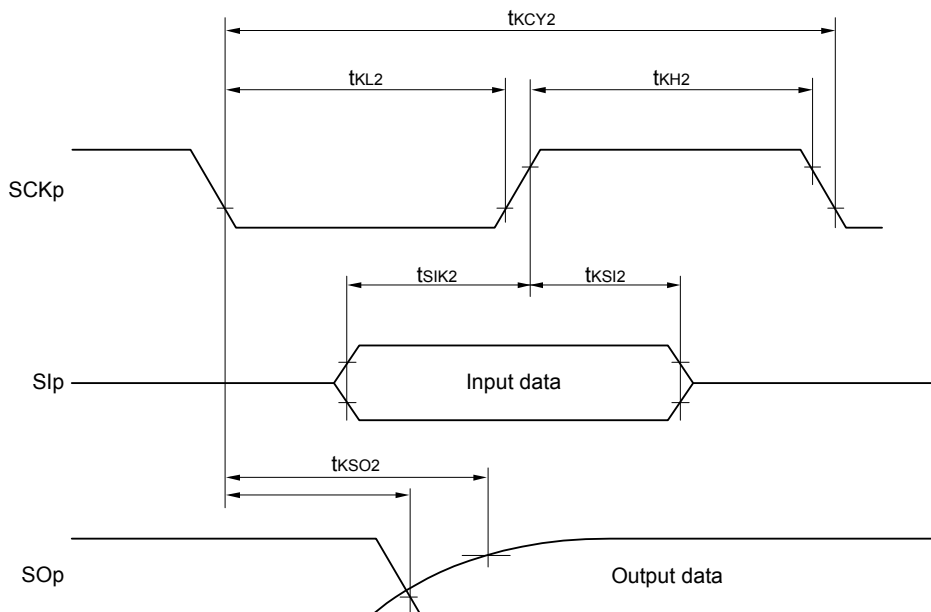 tKCY2
tKL2
tKH2
SCKp
tSIK2
tKSI2
SIp
Input data
tKSO2
SOp
Output data